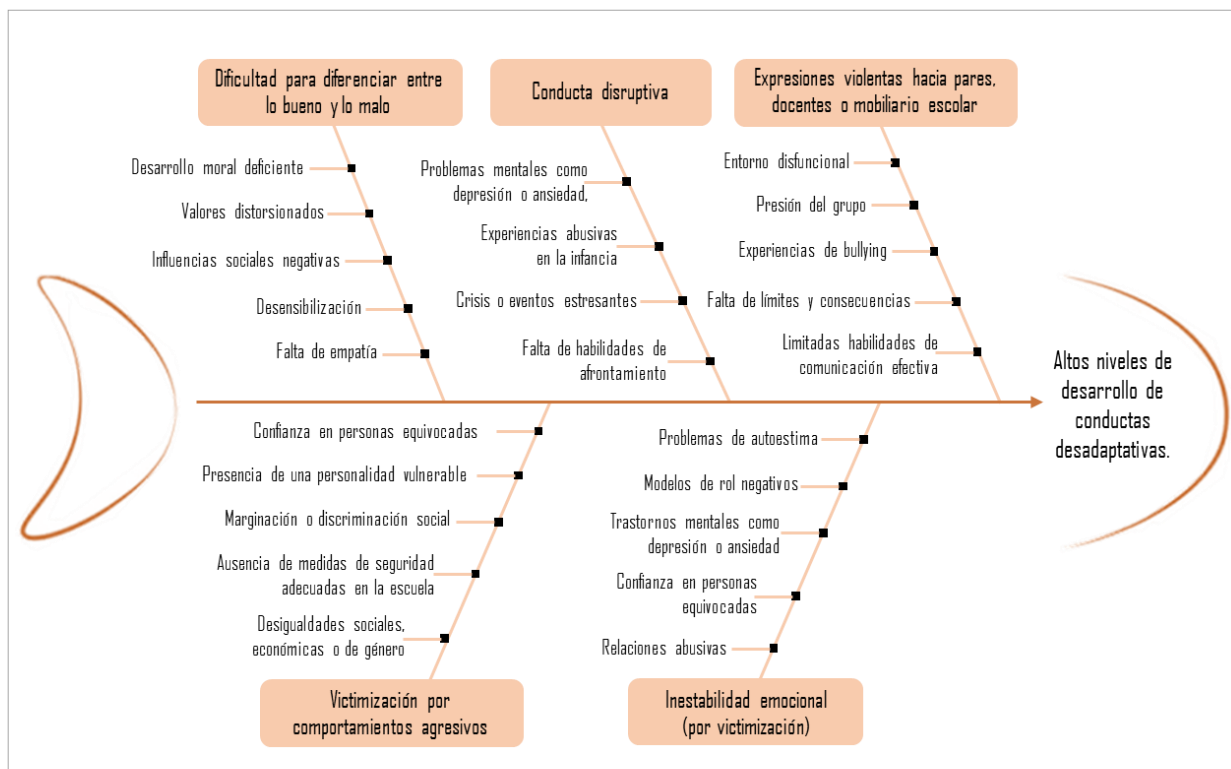 Dificultad para diferenciar entre
lo bueno y lo malo
Desarrollo moral deficiente
Valores distorsionados
Influencias sociales negativas
Desensibilización
Falta de empatía
Conducta disruptiva
Problemas mentales como
depresión o ansiedad,
Experiencias abusivas
en la infancia
Crisis o eventos estresantes
Falta de habilidades de
afrontamiento
Expresiones violentas hacia pares,
docentes o mobiliario escolar
Entorno disfuncional
Presión del grupo
Experiencias de bullying
Falta de límites y consecuencias
Limitadas habilidades de
comunicación efectiva
Altos niveles de
desarrollo de
conductas
desadaptativas.
Confianza en personas equivocadas
Presencia de una personalidad vulnerable
Marginación o discriminación social
Ausencia de medidas de seguridad
adecuadas en la escuela
Desigualdades sociales,
económicas o de género
Victimización por
comportamientos agresivos
Problemas de autoestima
Modelos de rol negativos
Trastornos mentales como
depresión o ansiedad
Confianza en personas
equivocadas
Relaciones abusivas
Inestabilidad emocional
(por victimización)